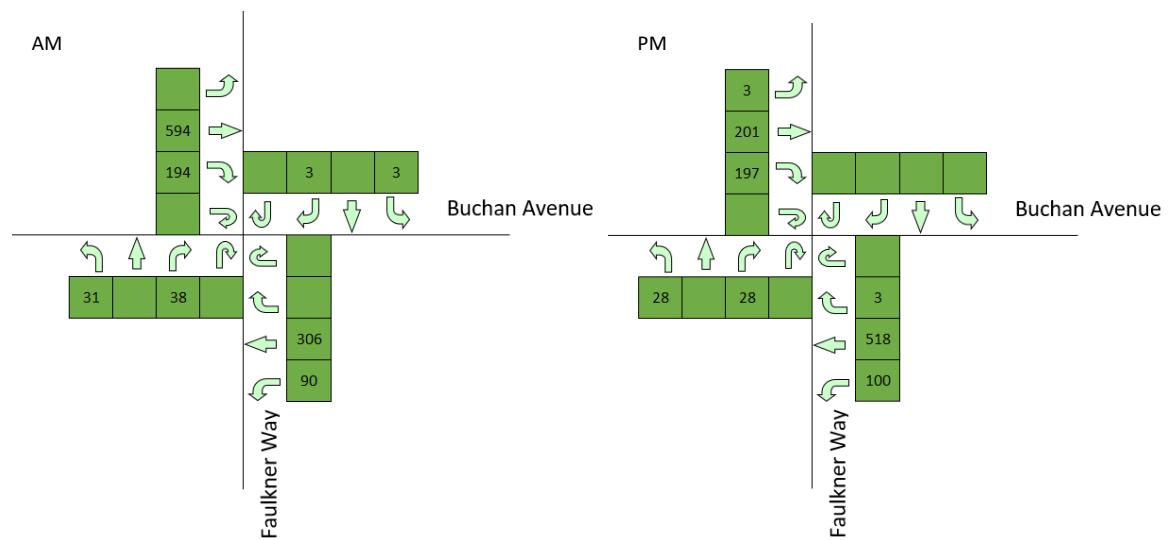 AM
594
194
3 3
Buchan Avenue
31 38
306
90
Faulkner Way
PM
3
201
197
Buchan Avenue
28 28
3
518
100
Faulkner Way